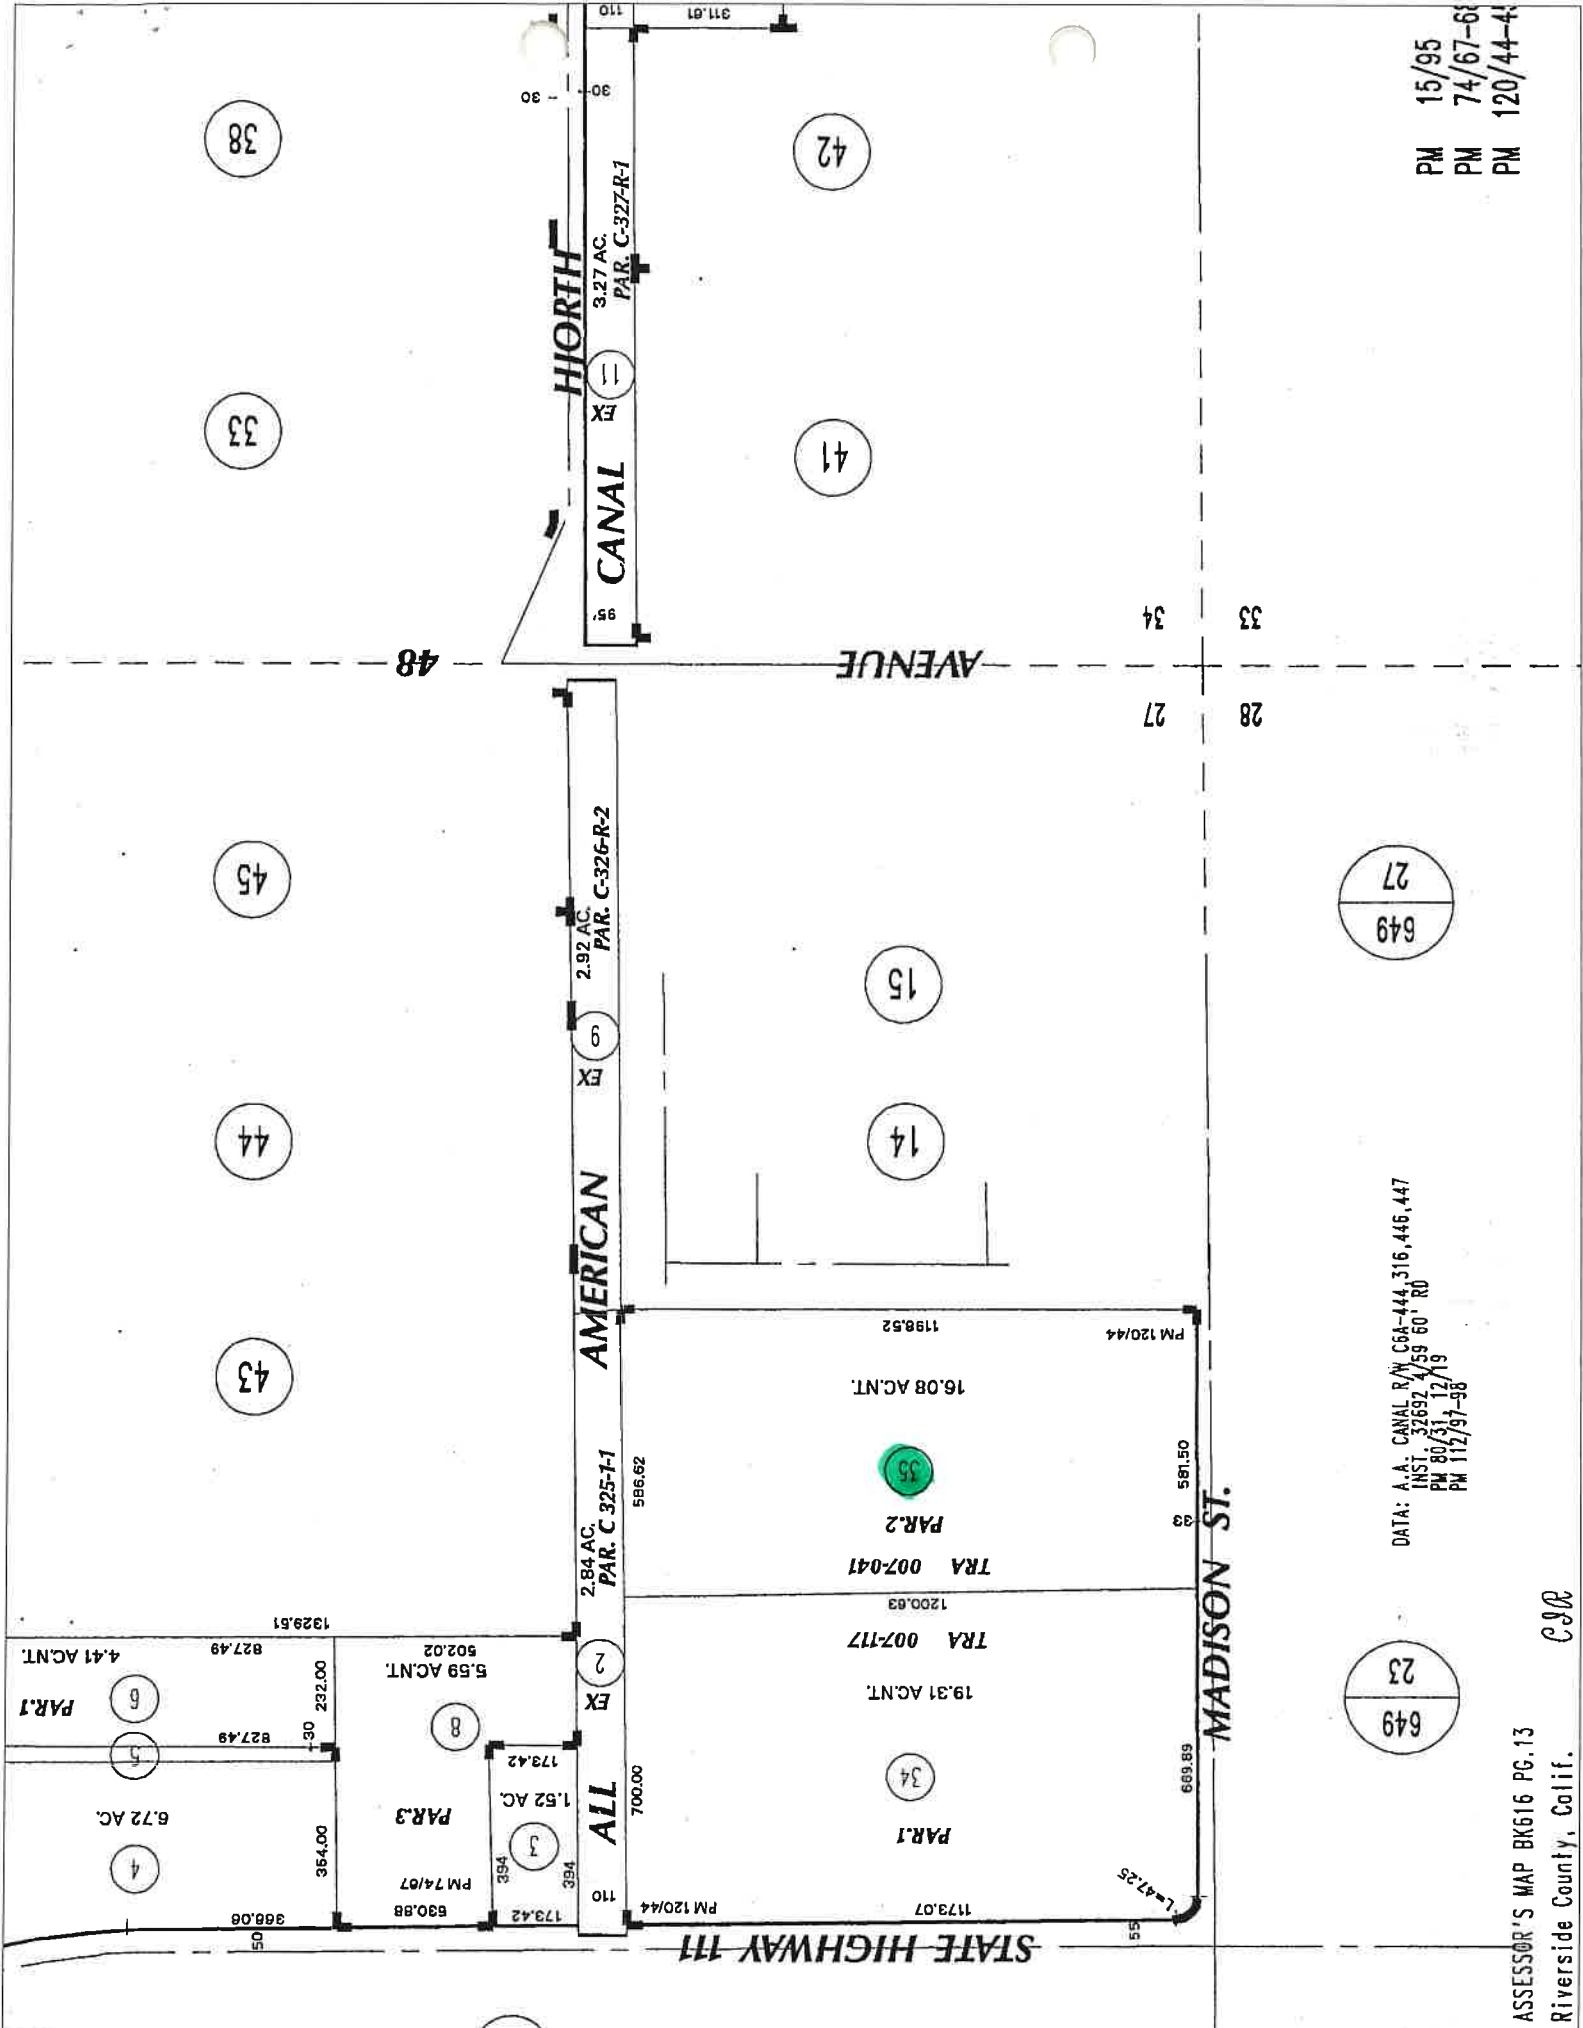 110
311.61
30
30
38
42
PM 15/95
PM 74/67-68
PM 120/44-45
HJORTH
3.27 AC.
PAR. C-327-R-1
11
EX
33
41
CANAL
95'
34
33
48
AVENUE
27
28
45
2.92 AC.
PAR. C-326-R-2
9
EX
15
649
27
44
14
AMERICAN
43
1198.52
PM 120/44
16.08 AC.NT.
35
PAR.2
TRA 007-041
586.62
581.50
33
2.84 AC.
PAR. C 325-1-1
MADISON ST.
DATA: A.A. CANAL R/W C6A-444,316,446,447
INST. 32692 4/59 60' RD
PM 80/31, 12/19
PM 112/97-98
1329.51
827.49
4.41 AC.NT.
6
PAR.1
232.00
502.02
5.59 AC.NT.
8
2
EX
1200.63
TRA 007-117
19.31 AC.NT.
34
PAR.1
649
23
827.49
30
5
6.72 AC.
4
354.00
PAR.3
PM 74/67
173.42
1.52 AC.
3
394
394
ALL
700.00
110
669.89
L=47.25
368.06
50
530.88
173.42
PM 120/44
1173.07
55
STATE HIGHWAY 111
ASSESSOR'S MAP BK616 PG.13
Riverside County, Calif.